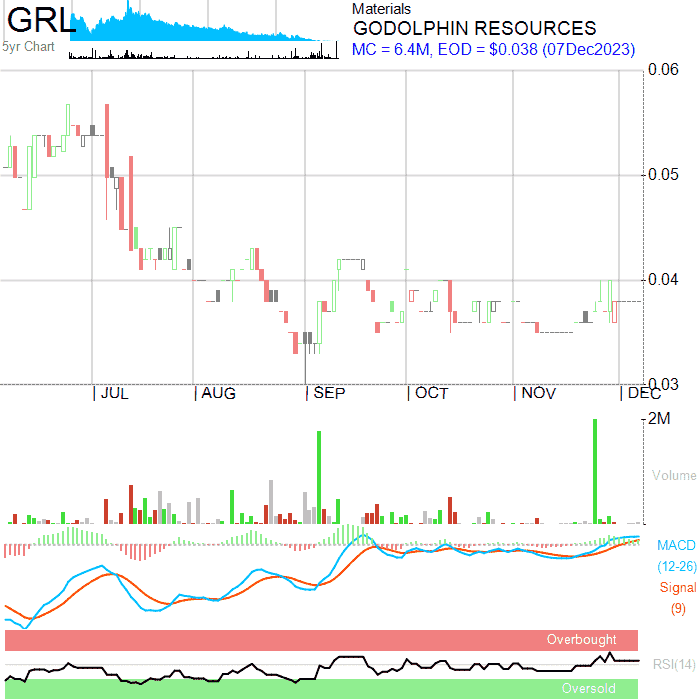 GRL
5yr Chart
Materials
GODOLPHIN RESOURCES
MC = 6.4M, EOD = $0.038 (07Dec2023)
0.06
0.05
0.04
0.03
JUL AUG SEP OCT NOV DEC
2M
Volume
MACD
(12-26)
Signal
(9)
Overbought
RSI(14)
Oversold